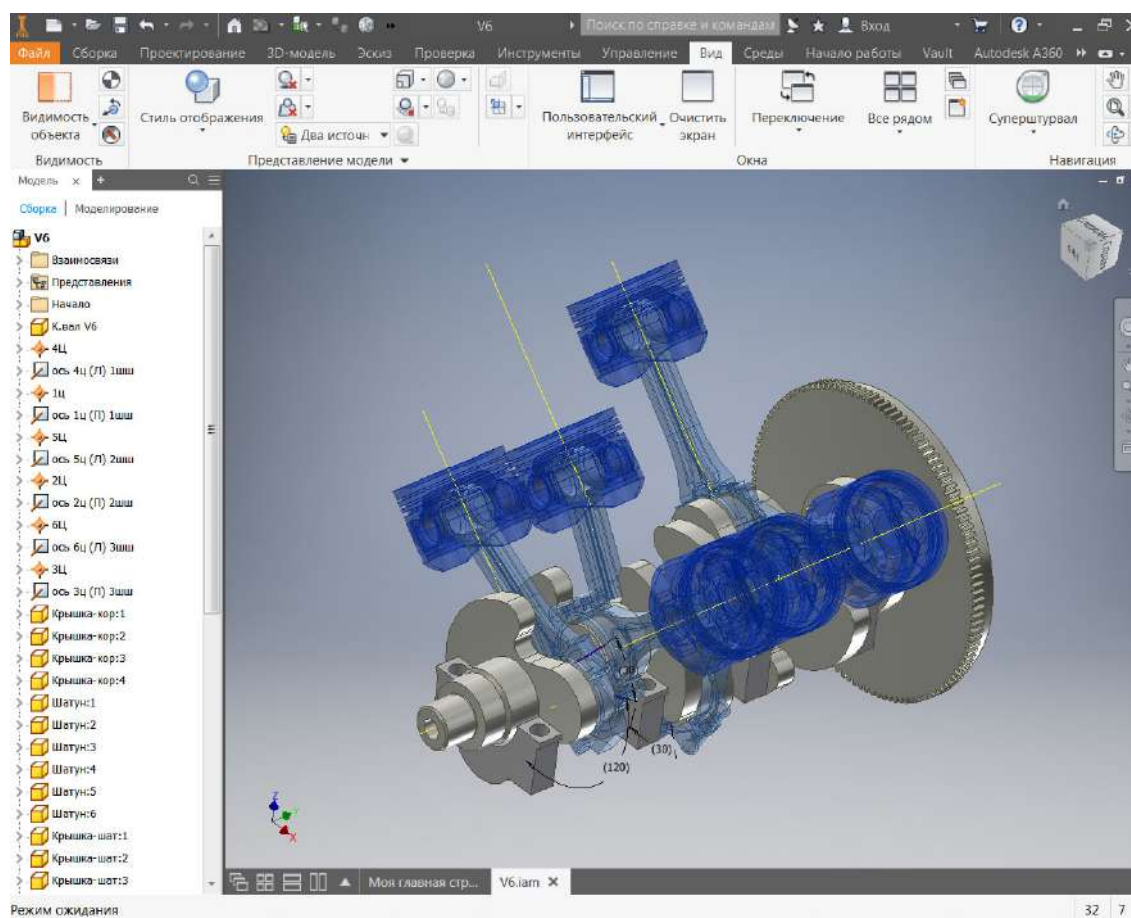 V6
Поиск по справке и командам
Вход
Файл Сборка Проектирование 3D-модель Эскиз Проверка Инструменты Управление Вид Среды Начало работы Vault Autodesk A360
Видимость объекта
Стиль отображения
Два источн
Пользовательский интерфейс
Очистить экран
Переключение
Все рядом
Суперштурвал
Видимость
Представление модели
Окна
Навигация
Модель
Сборка | Моделирование
V6
Взаимосвязи
Представления
Начало
К.вал V6
4Ц
ось 4ц (Л) 1шш
1ц
ось 1ц (П) 1шш
5Ц
ось 5ц (Л) 2шш
2Ц
ось 2ц (П) 2шш
6Ц
ось 6ц (Л) 3шш
3Ц
ось 3ц (П) 3шш
Крышка-кор:1
Крышка-кор:2
Крышка-кор:3
Крышка-кор:4
Шатун:1
Шатун:2
Шатун:3
Шатун:4
Шатун:5
Шатун:6
Крышка-шат:1
Крышка-шат:2
Крышка-шат:3
(30)
(120)
Z
Y
X
Моя главная стр...
V6.iam
Режим ожидания
32 7